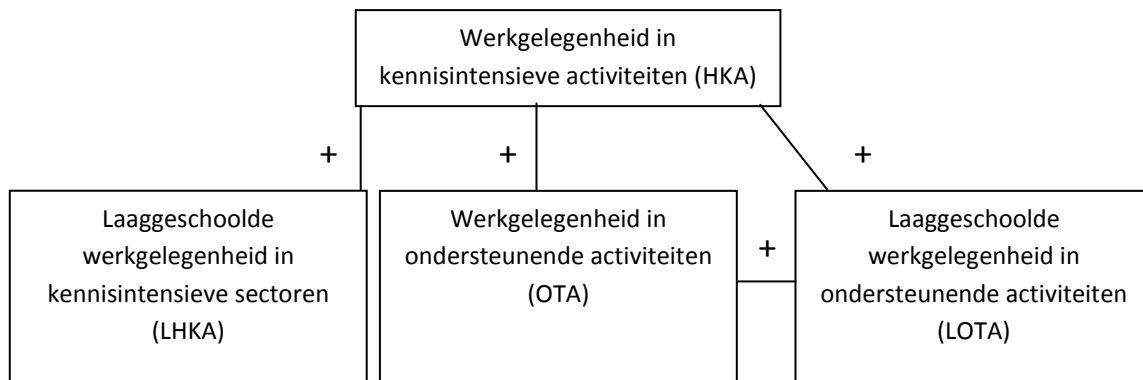 Werkgelegenheid in
kennisintensieve activiteiten (HKA)
+
+
+
Laaggeschoolde
werkgelegenheid in
kennisintensieve sectoren
(LHKA)
Werkgelegenheid in
ondersteunende activiteiten
(OTA)
+
Laaggeschoolde
werkgelegenheid in
ondersteunende activiteiten
(LOTA)